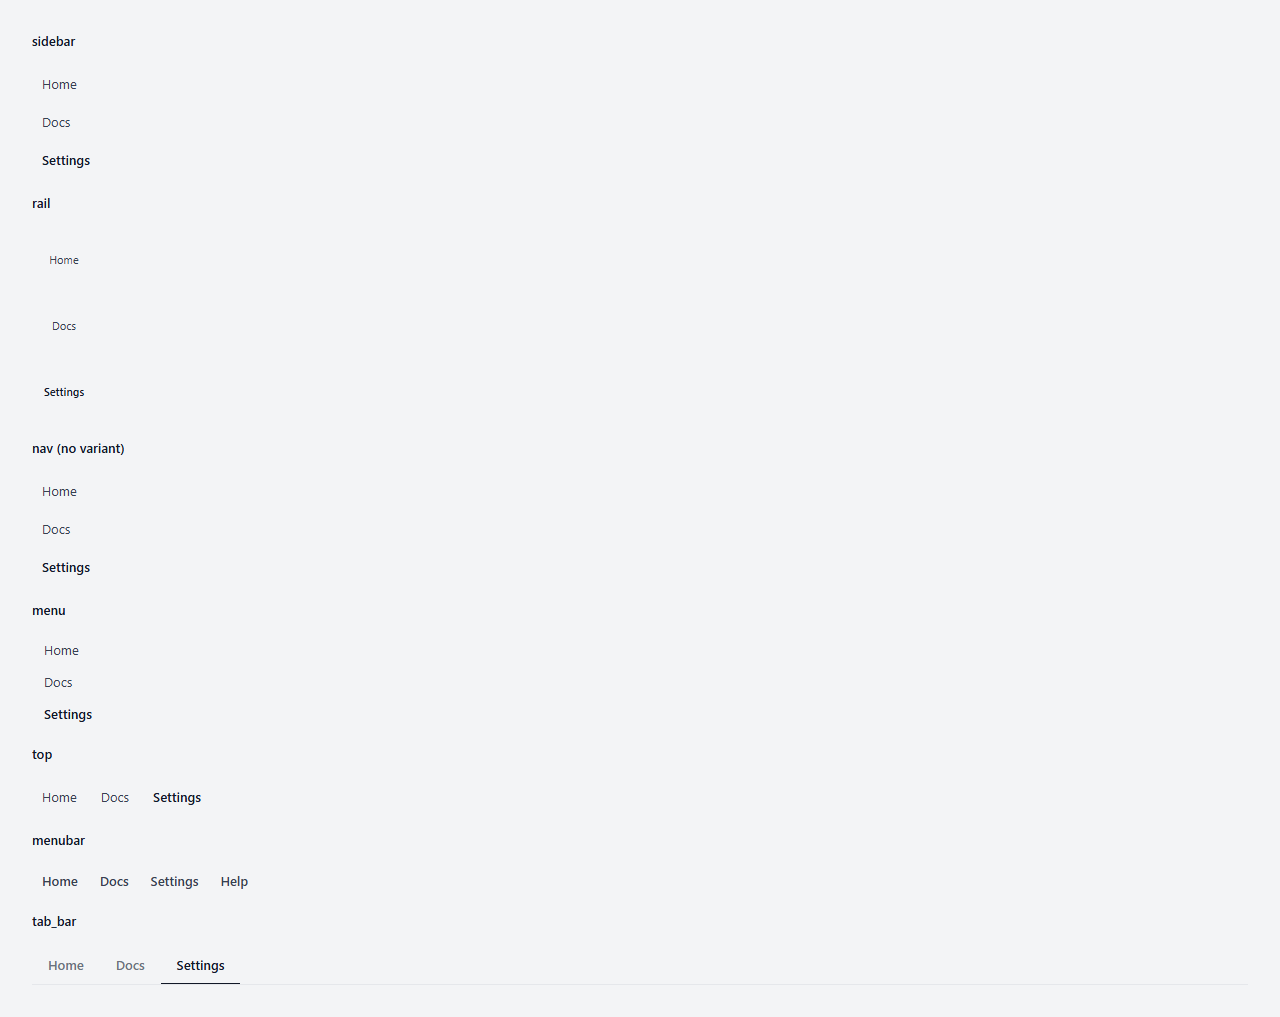 sidebar
Home
Docs
Settings
rail
Home
Docs
Settings
nav (no variant)
Home
Docs
Settings
menu
Home
Docs
Settings
top
Home Docs Settings
menubar
Home Docs Settings Help
tab_bar
Home Docs Settings